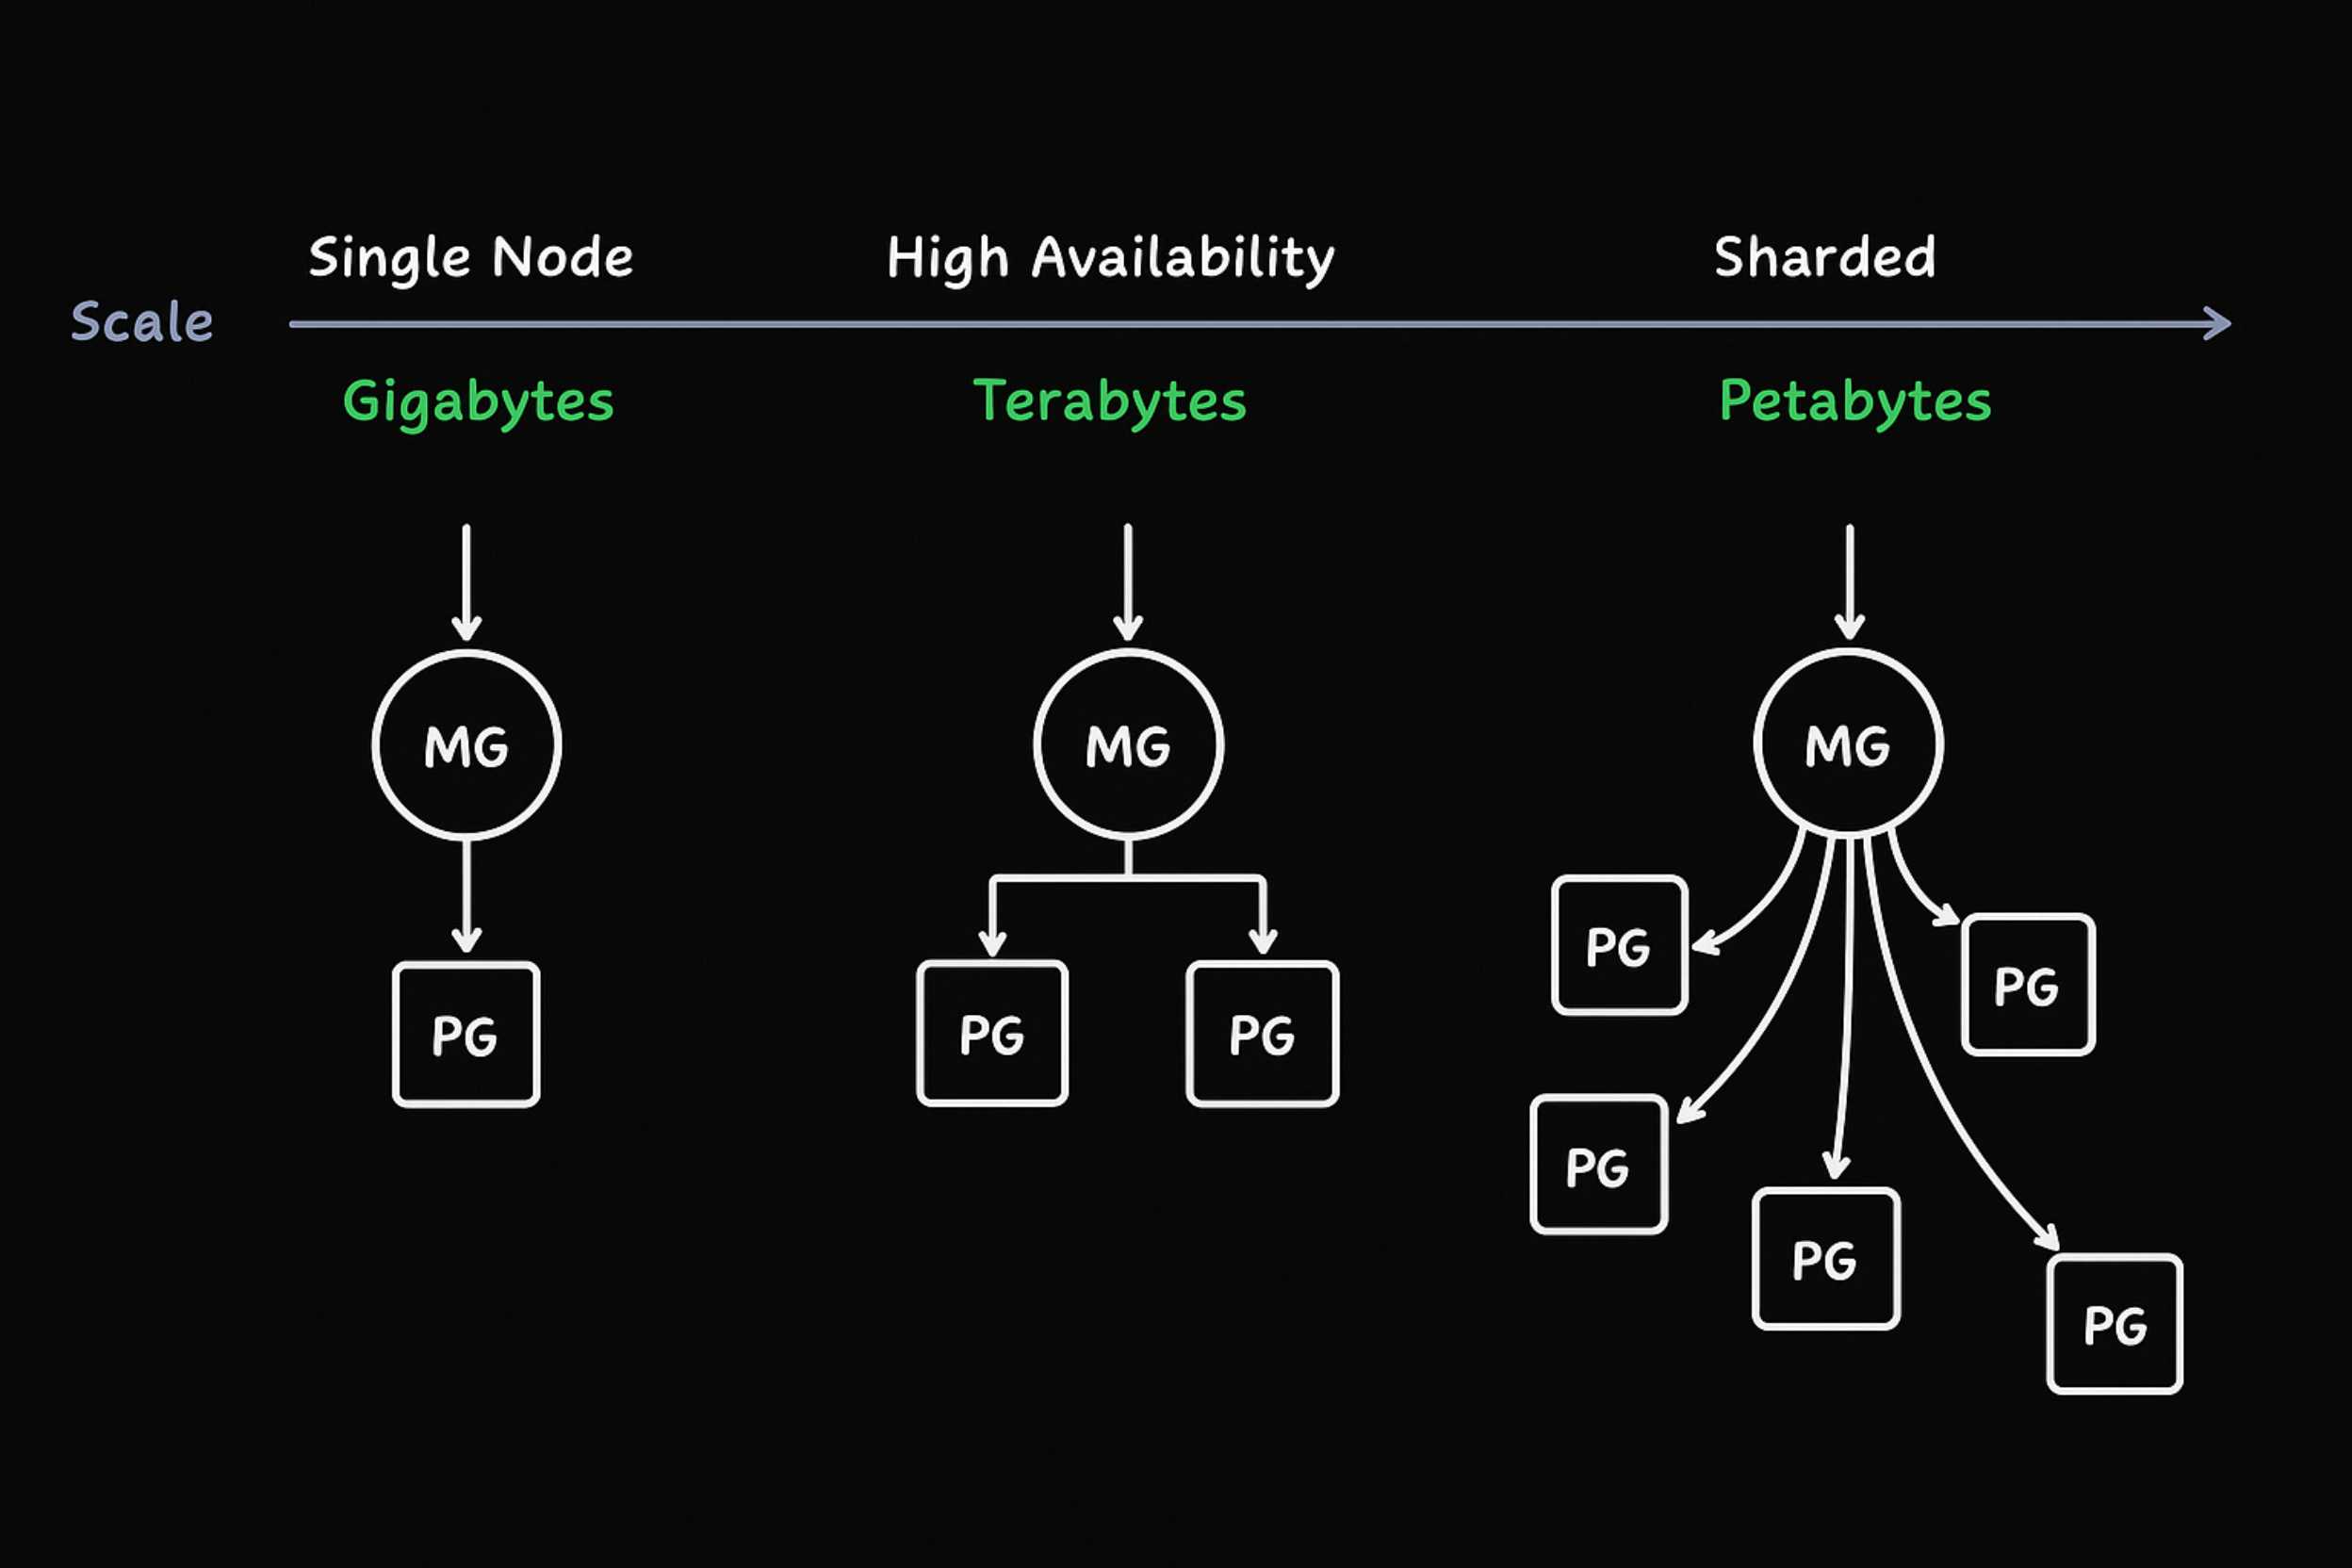 Single Node
High Availability
Sharded
Scale
Gigabytes
Terabytes
Petabytes
MG
MG
MG
PG
PG
PG
PG
PG
PG
PG
PG